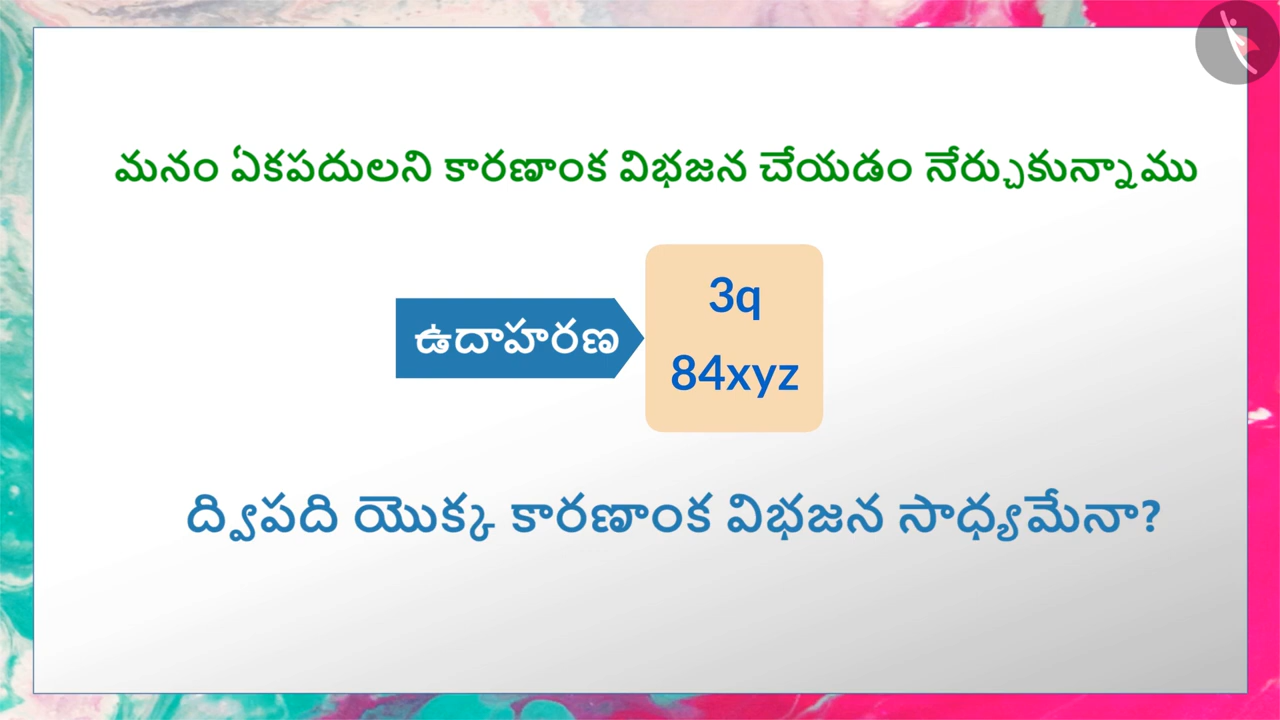 మనం ఏకపదులని కారణాంక విభజన చేయడం నేర్చుకున్నాము
3q
ఉదాహరణ
84xyz
ద్విపది యొక్క కారణాంక విభజన సాధ్యమేనా?